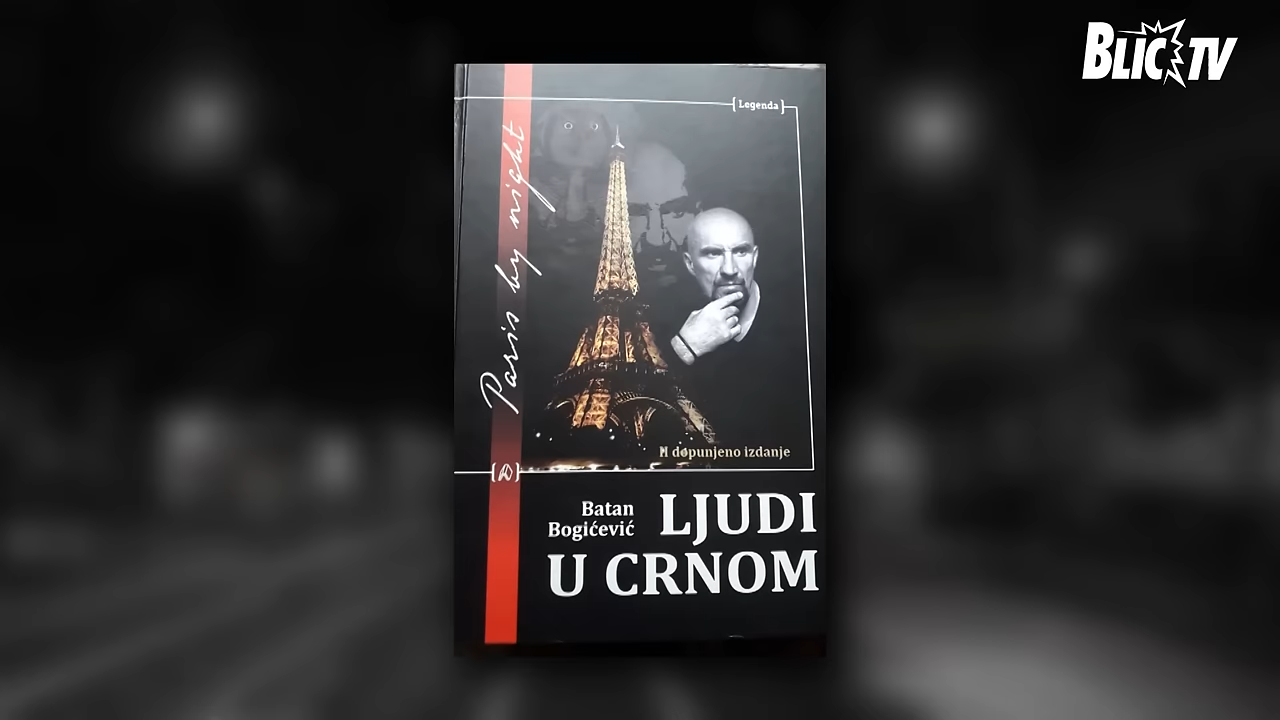 BLIC TV
Legenda
Paris by night
II dopunjeno izdanje
Batan
Bogićević
LJUDI
U CRNOM